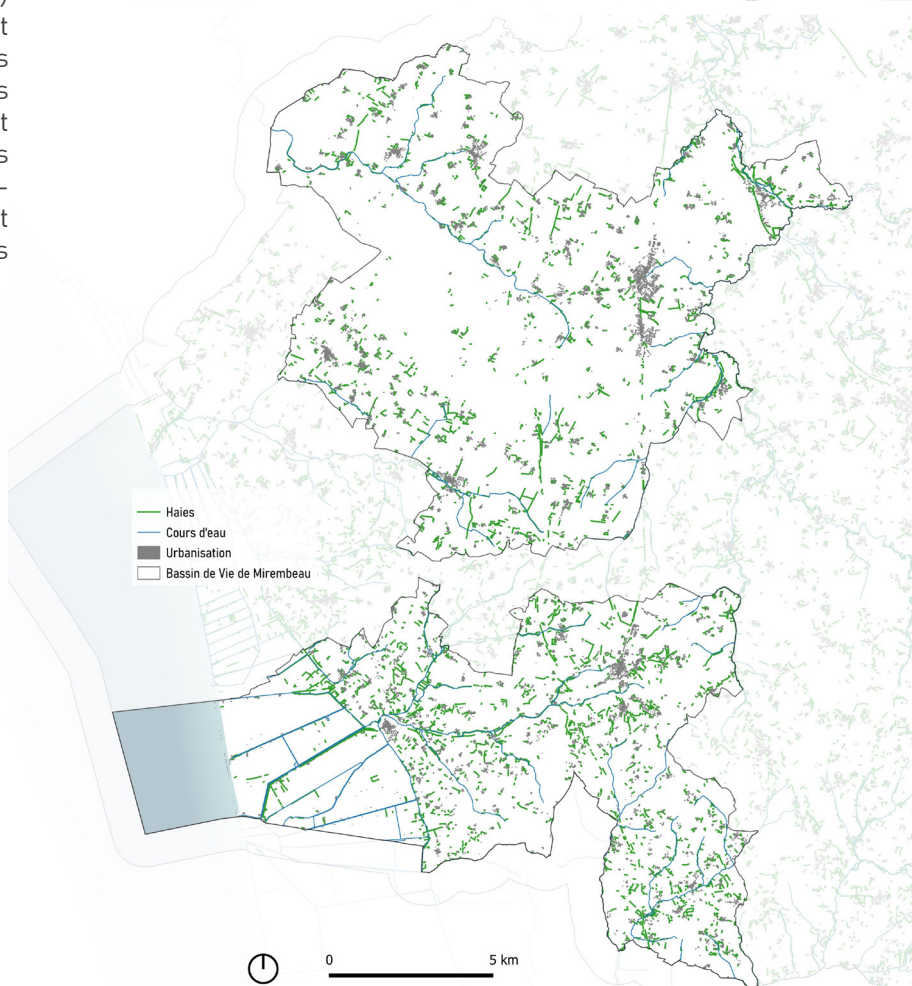 )
t
s
s
t
s
-
t
s
Haies
Cours d'eau
Urbanisation
Bassin de Vie de Mirembeau
0 5 km